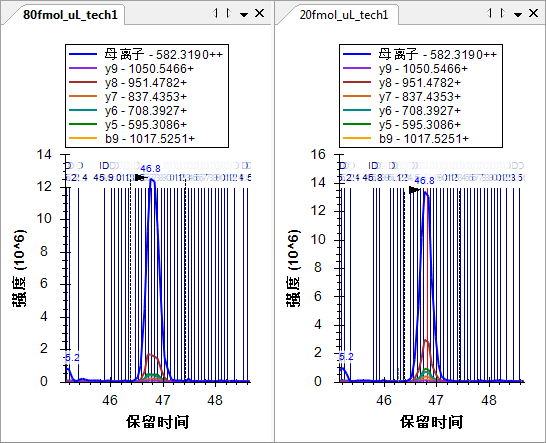 80fmol_uL_tech1
母离子 - 582.3190++
y9 - 1050.5466+
y8 - 951.4782+
y7 - 837.4353+
y6 - 708.3927+
y5 - 595.3086+
b9 - 1017.5251+
14
12
10
8
6
4
2
0
46.8
5.2
46
47
48
强度 (10^6)
保留时间
20fmol_uL_tech1
母离子 - 582.3190++
y9 - 1050.5466+
y8 - 951.4782+
y7 - 837.4353+
y6 - 708.3927+
y5 - 595.3086+
b9 - 1017.5251+
16
14
12
10
8
6
4
2
0
46.8
5.2
46
47
48
强度 (10^6)
保留时间